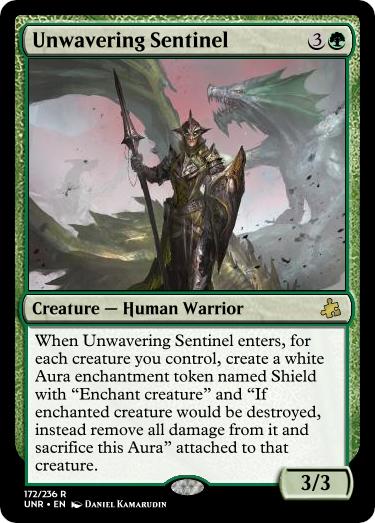 Unwavering Sentinel 3
Creature — Human Warrior
When Unwavering Sentinel enters, for
each creature you control, create a white
Aura enchantment token named Shield
with “Enchant creature” and “If
enchanted creature would be destroyed,
instead remove all damage from it and
sacrifice this Aura” attached to that
creature.
3/3
172/236 R
UNR • EN Daniel Kamarudin